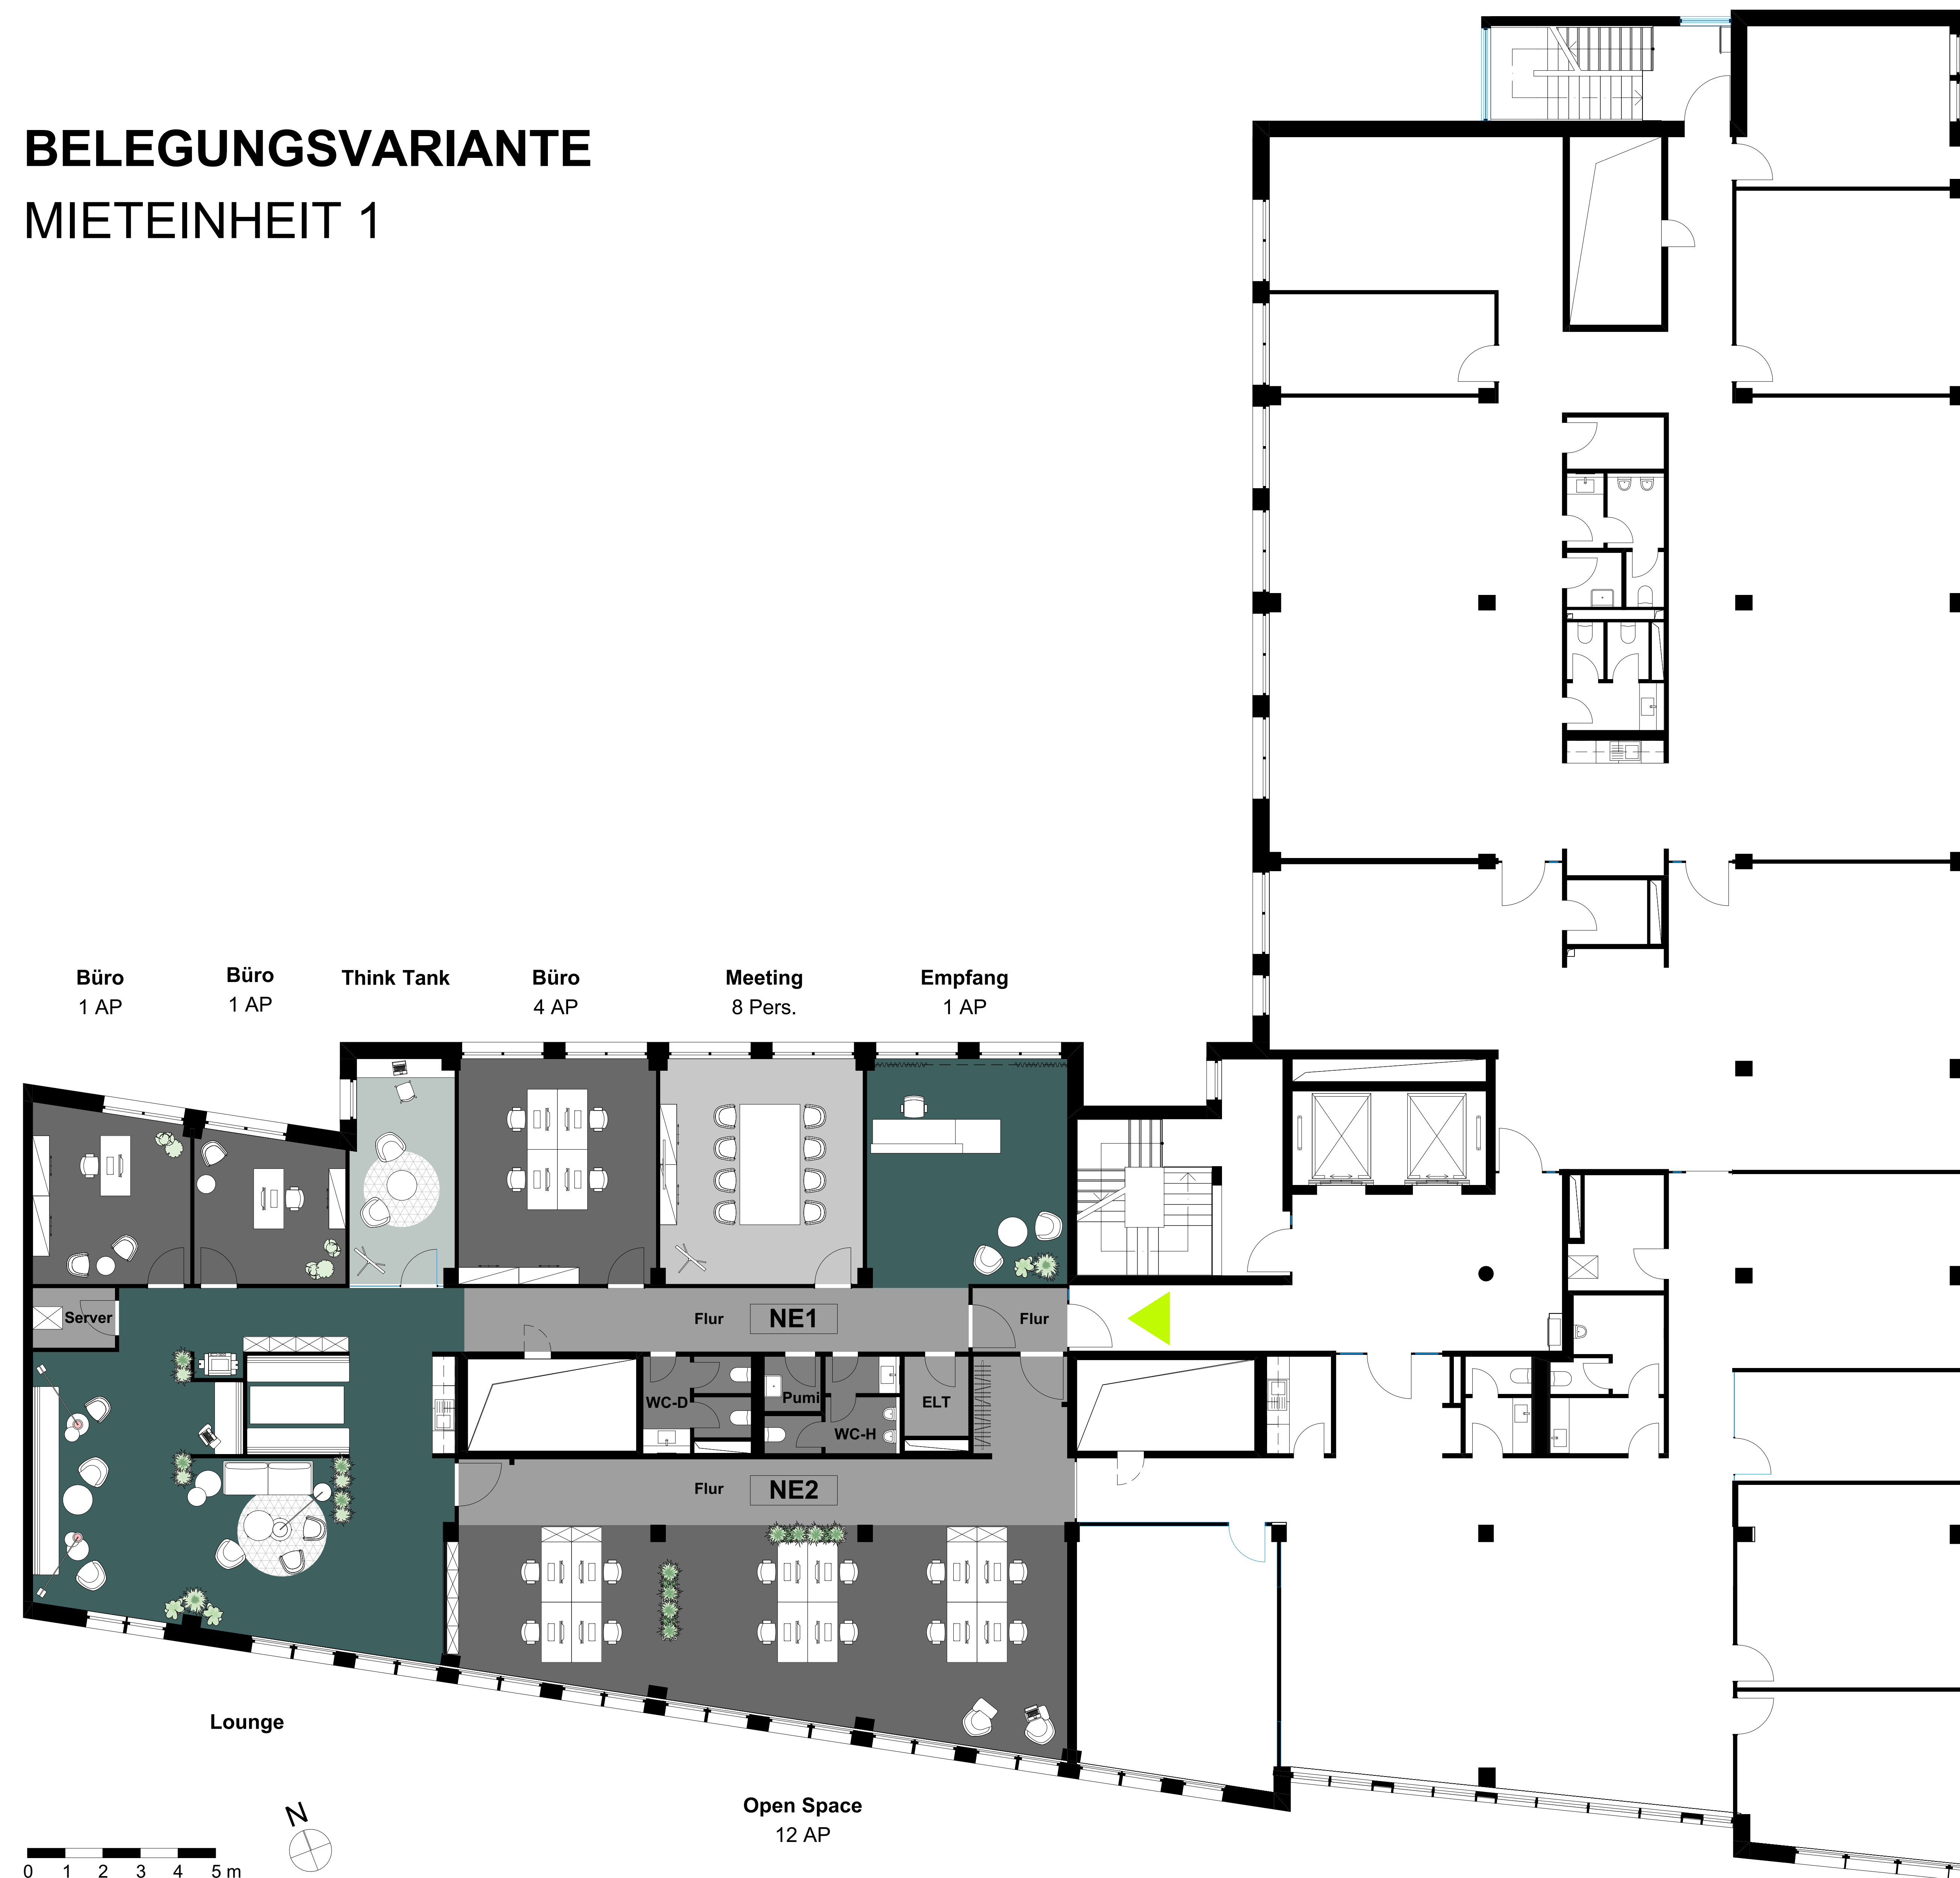 BELEGUNGSVARIANTE
MIETEINHEIT 1
Büro
1 AP
Büro
1 AP
Think Tank
Büro
4 AP
Meeting
8 Pers.
Empfang
1 AP
Server
Flur
NE1
Flur
WC-D
Pumi
WC-H
ELT
Flur
NE2
Lounge
Open Space
12 AP
N
0 1 2 3 4 5 m